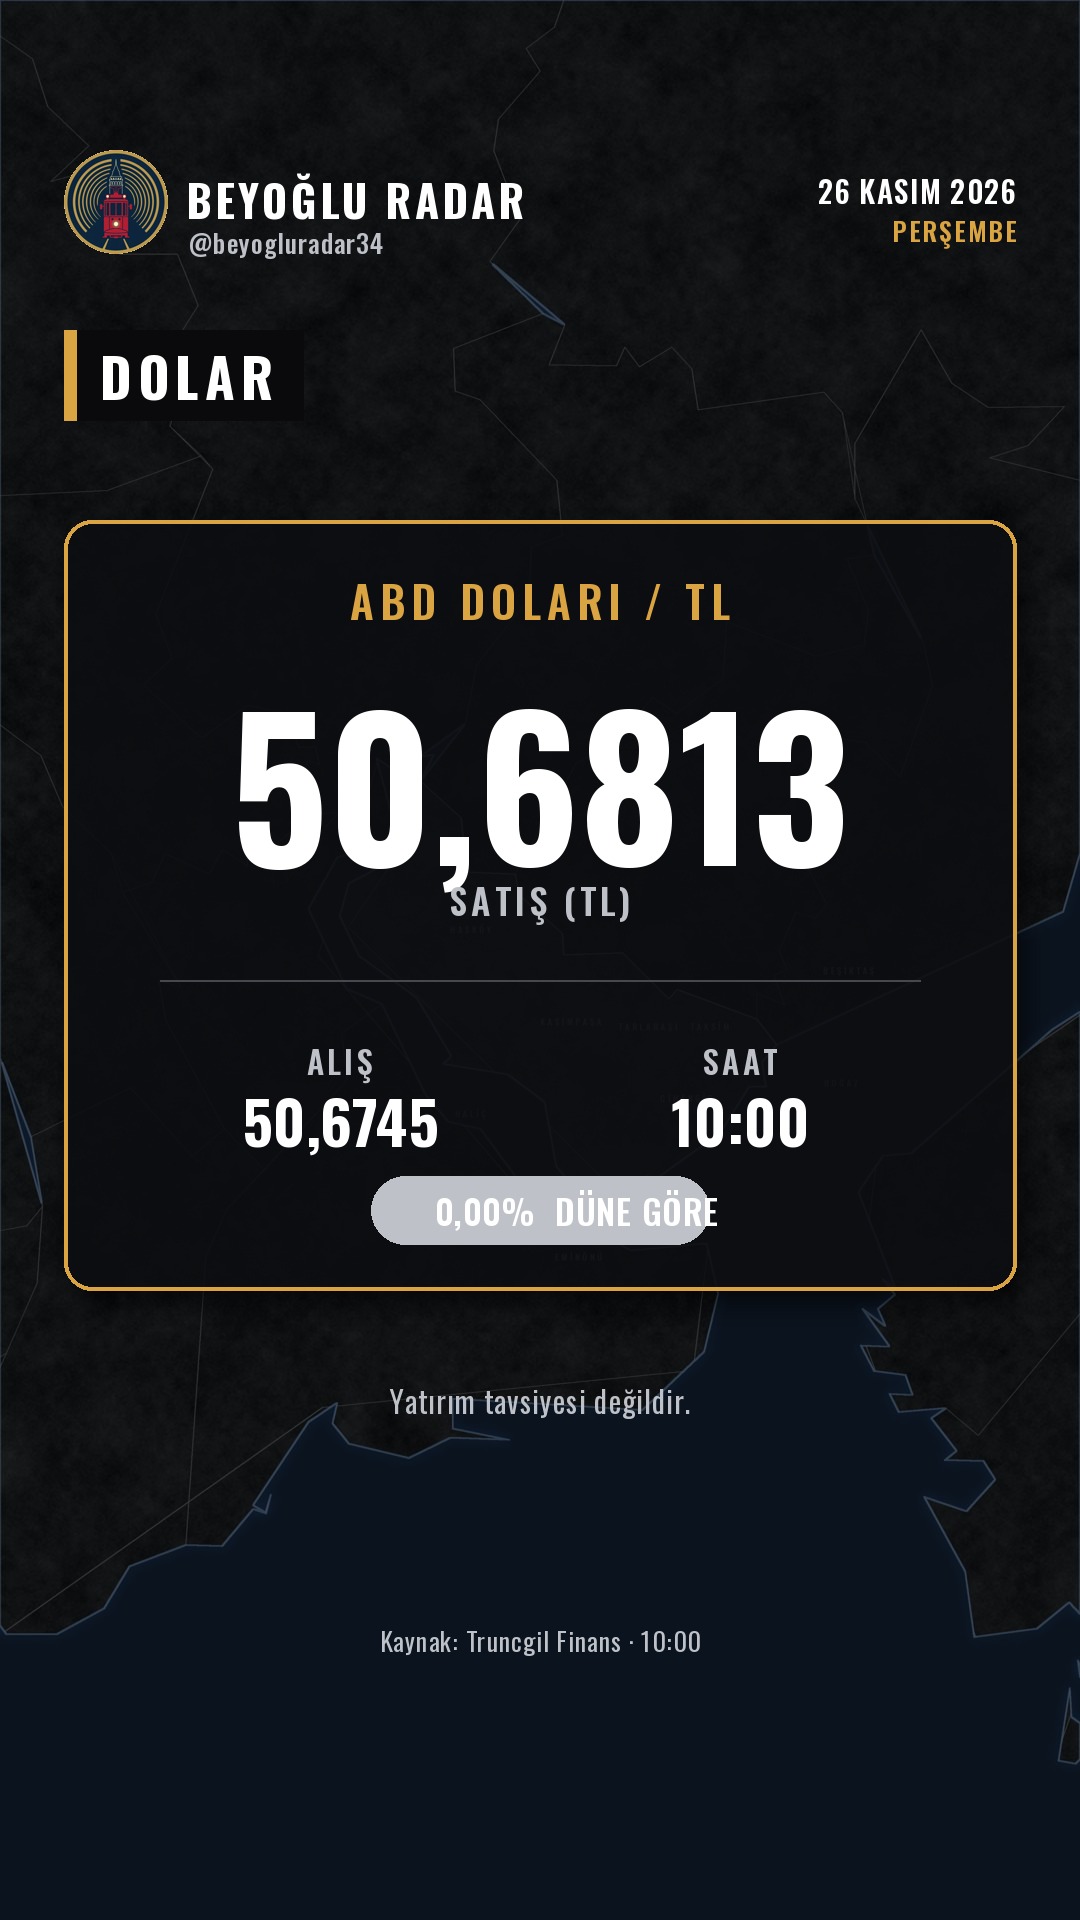 BEYOĞLU RADAR
@beyogluradar34
26 KASIM 2026
PERŞEMBE
DOLAR
ABD DOLARI / TL
50,6813
SATIŞ (TL)
ALIŞ
50,6745
SAAT
10:00
0,00% DÜNE GÖRE
Yatırım tavsiyesi değildir.
Kaynak: Truncgil Finans · 10:00